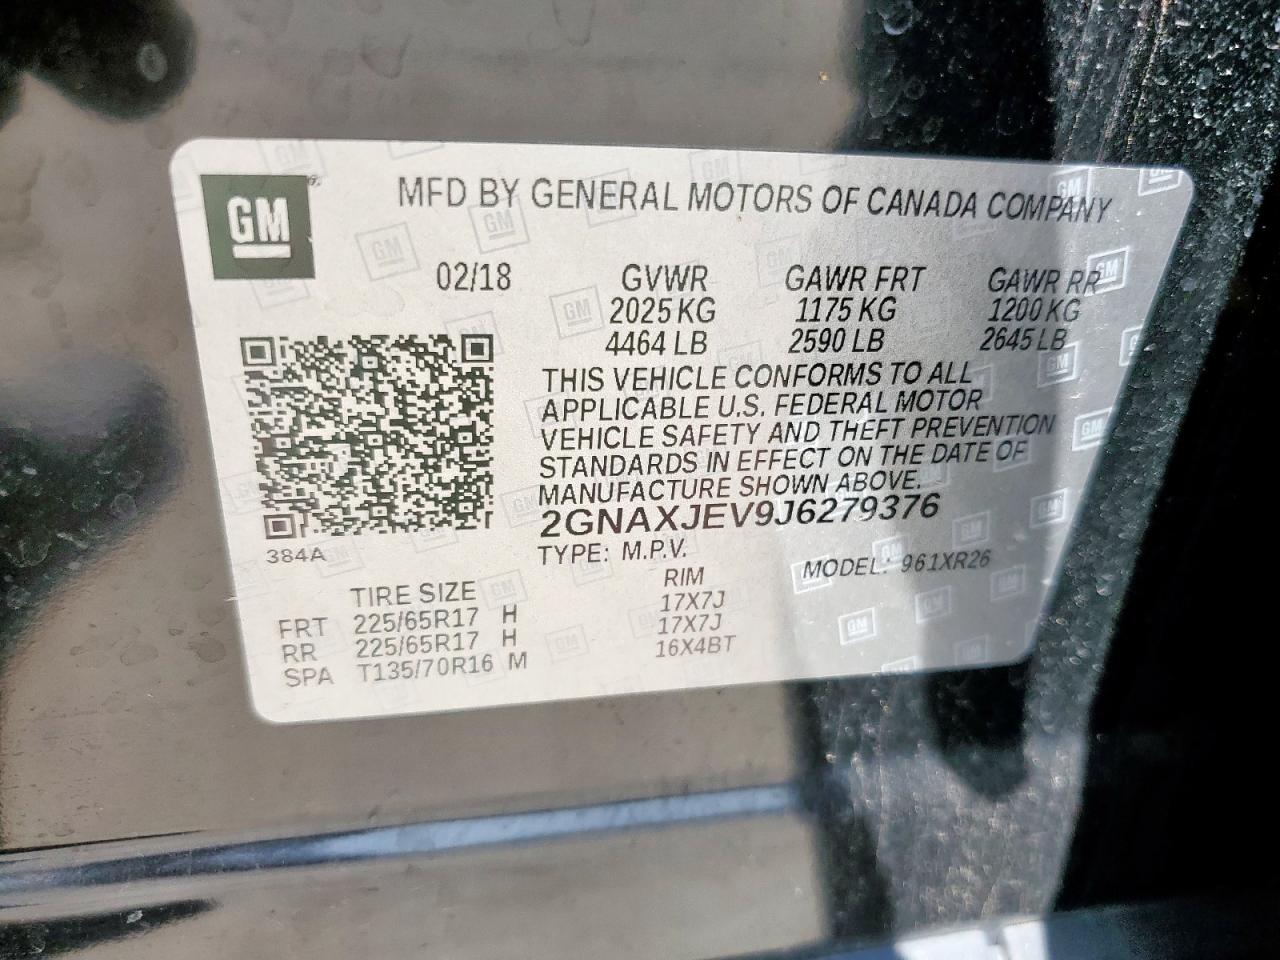 GM
MFD BY GENERAL MOTORS OF CANADA COMPANY
02/18 GVWR GAWR FRT GAWR RR
2025 KG 1175 KG 1200 KG
4464 LB 2590 LB 2645 LB
THIS VEHICLE CONFORMS TO ALL
APPLICABLE U.S. FEDERAL MOTOR
VEHICLE SAFETY AND THEFT PREVENTION
STANDARDS IN EFFECT ON THE DATE OF
MANUFACTURE SHOWN ABOVE.
2GNAXJEV9J6279376
384A
TYPE: M.P.V. MODEL: 961XR26
TIRE SIZE RIM
FRT 225/65R17 H 17X7J
RR 225/65R17 H 17X7J
SPA T135/70R16 M 16X4BT